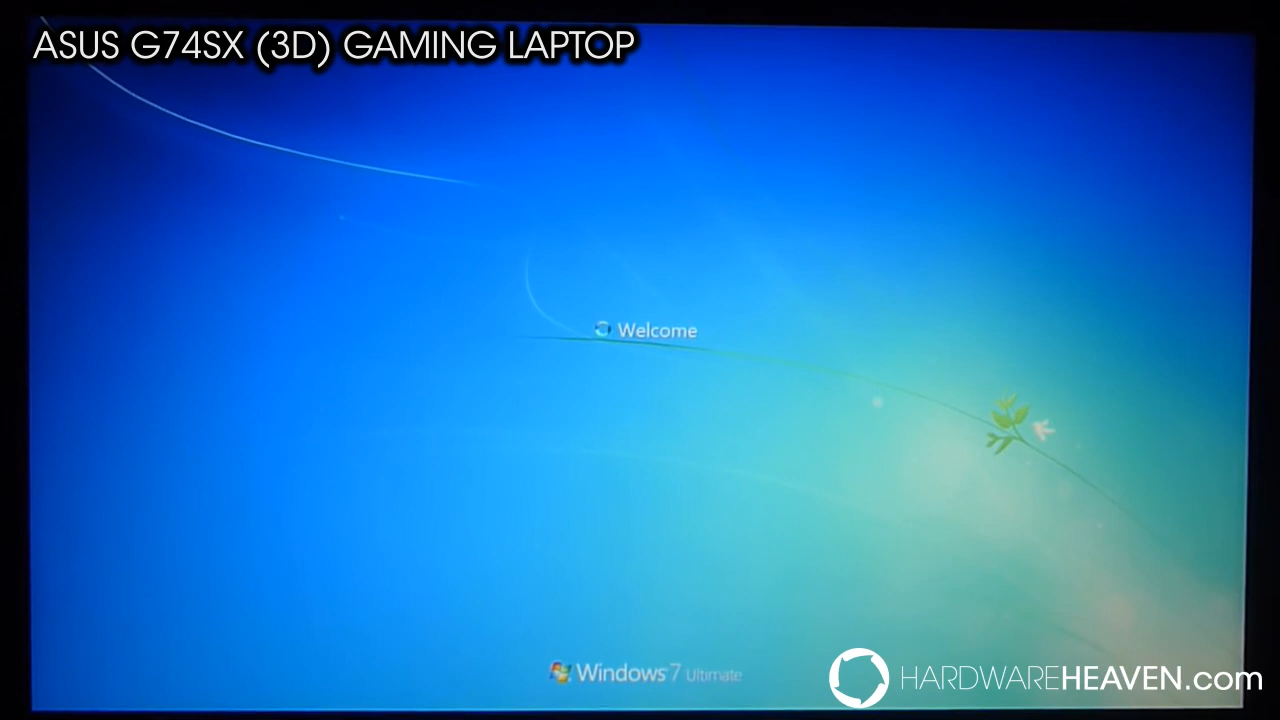 ASUS G74SX (3D) GAMING LAPTOP
Welcome
Windows 7 Ultimate
HARDWAREHEAVEN.com